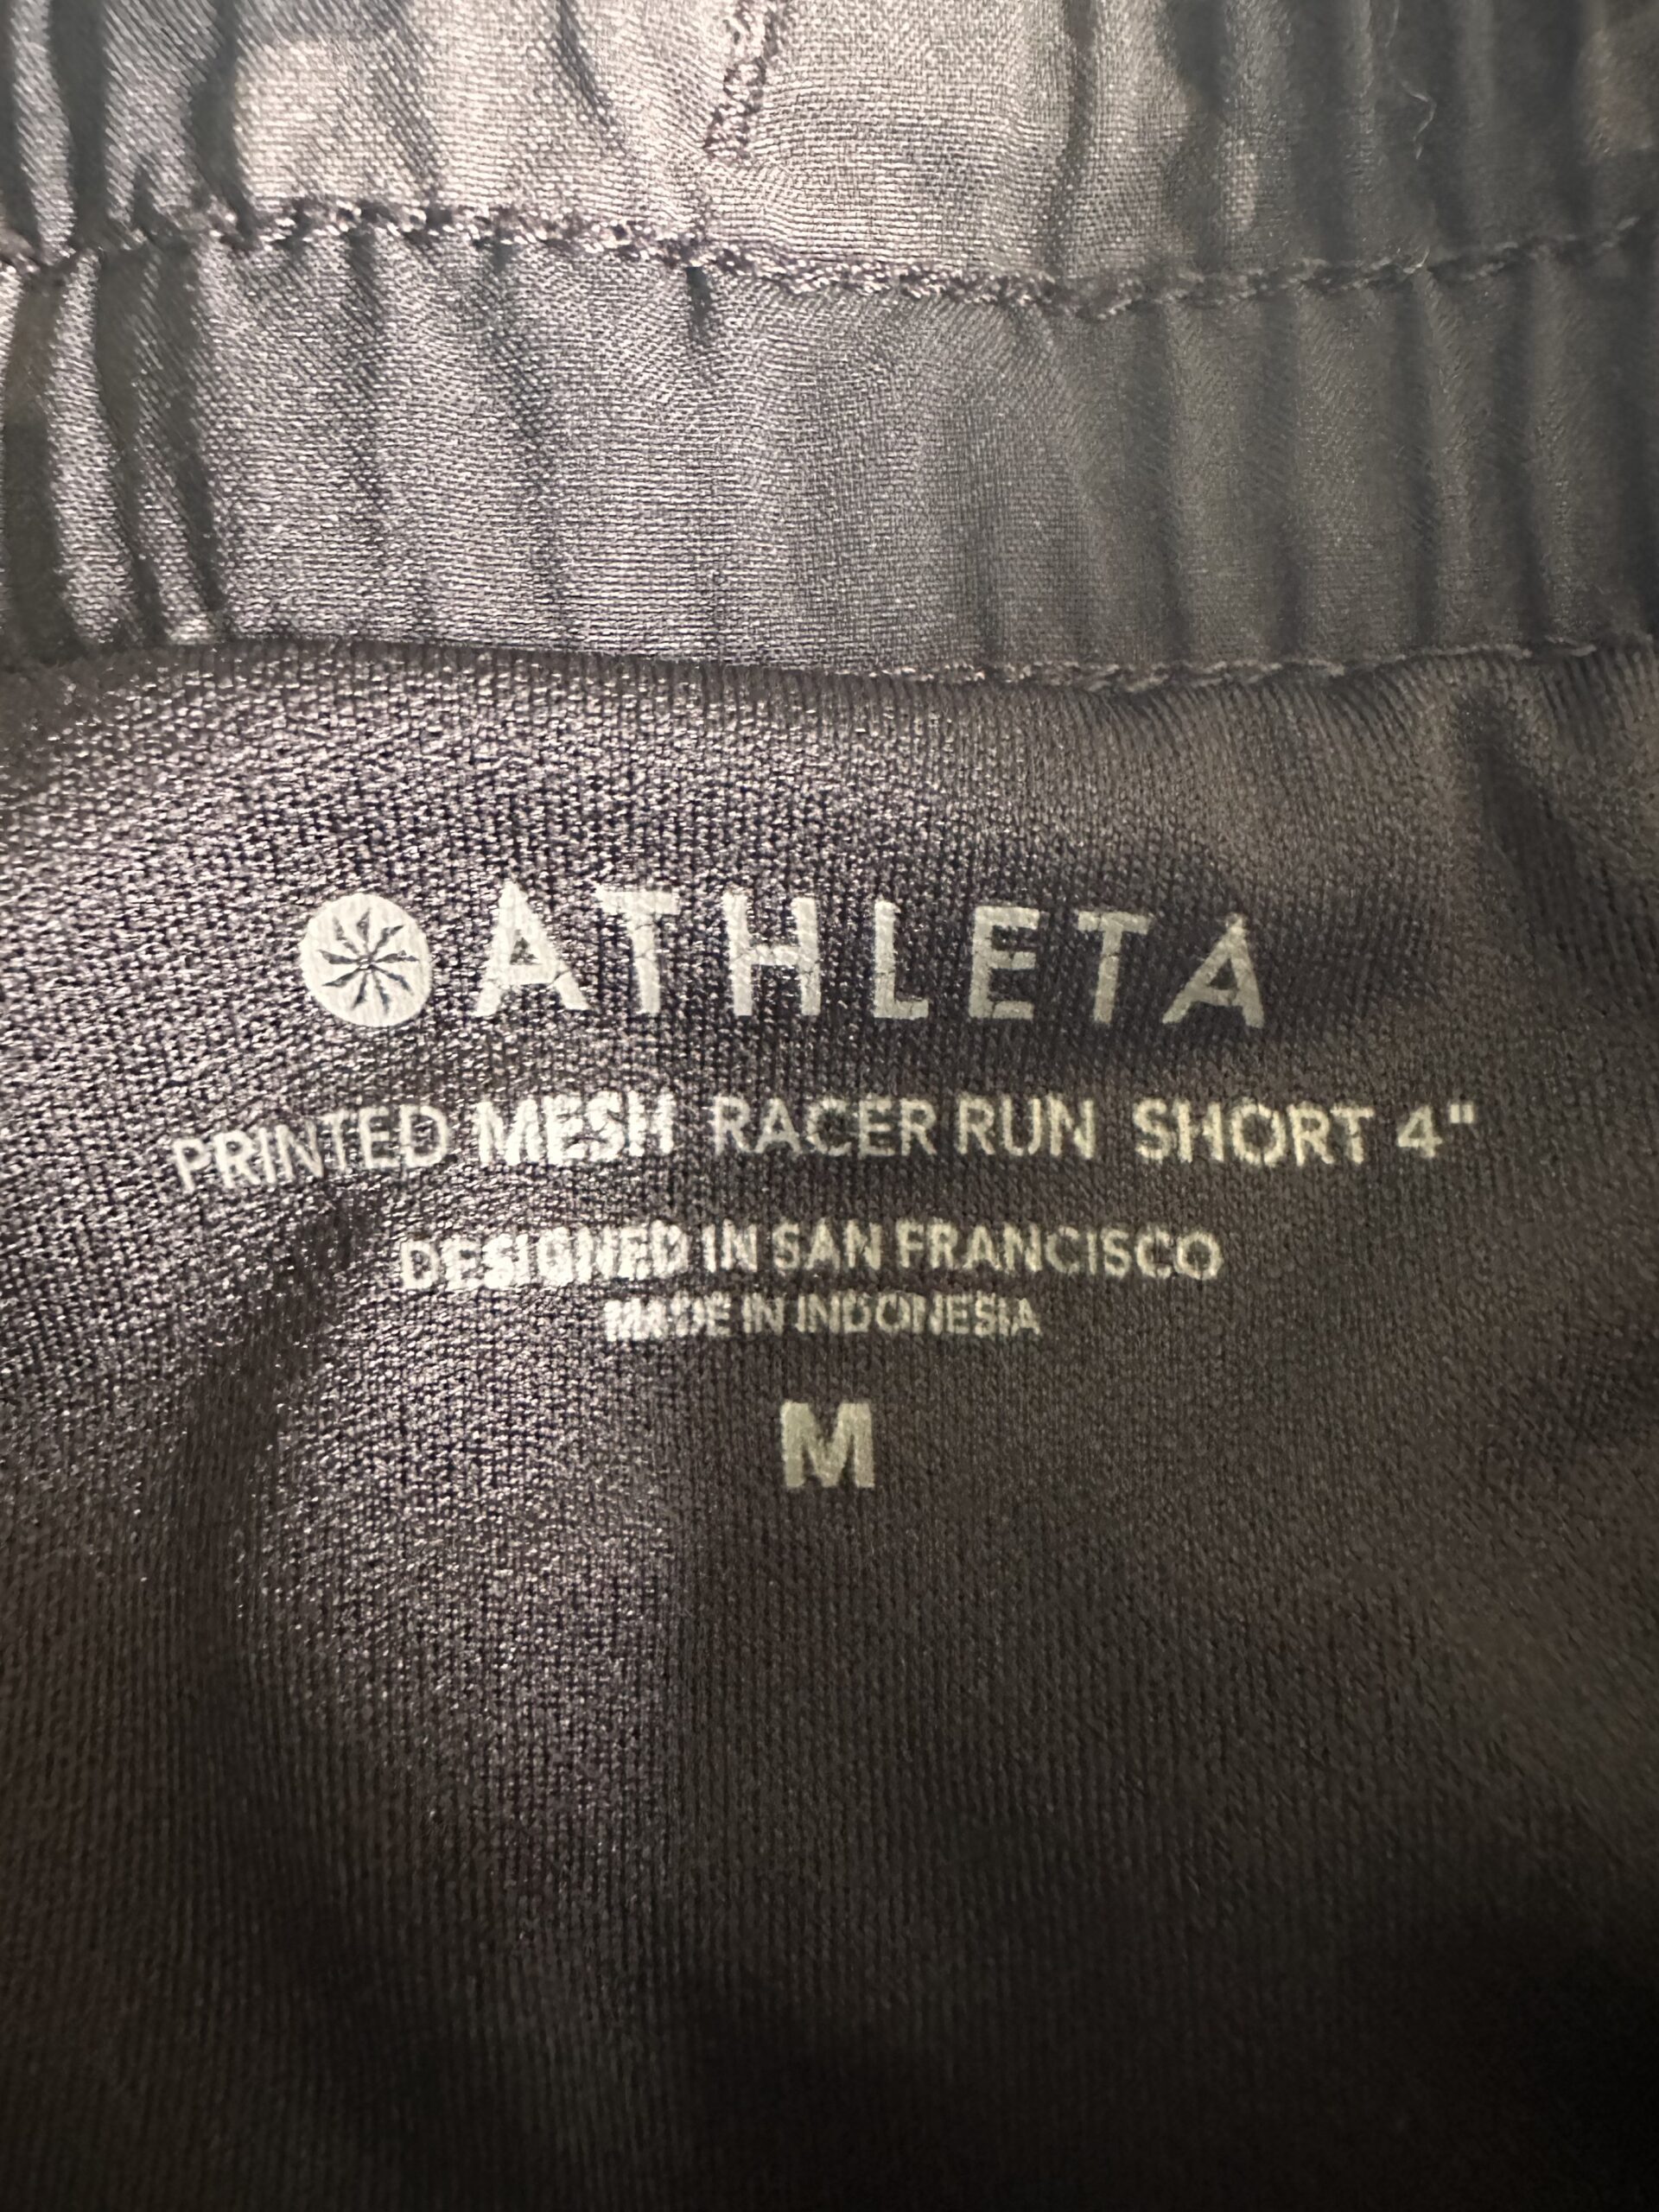 ATHLETA
PRINTED MESH RACER RUN SHORT 4"
DESIGNED IN SAN FRANCISCO
MADE IN INDONESIA
M